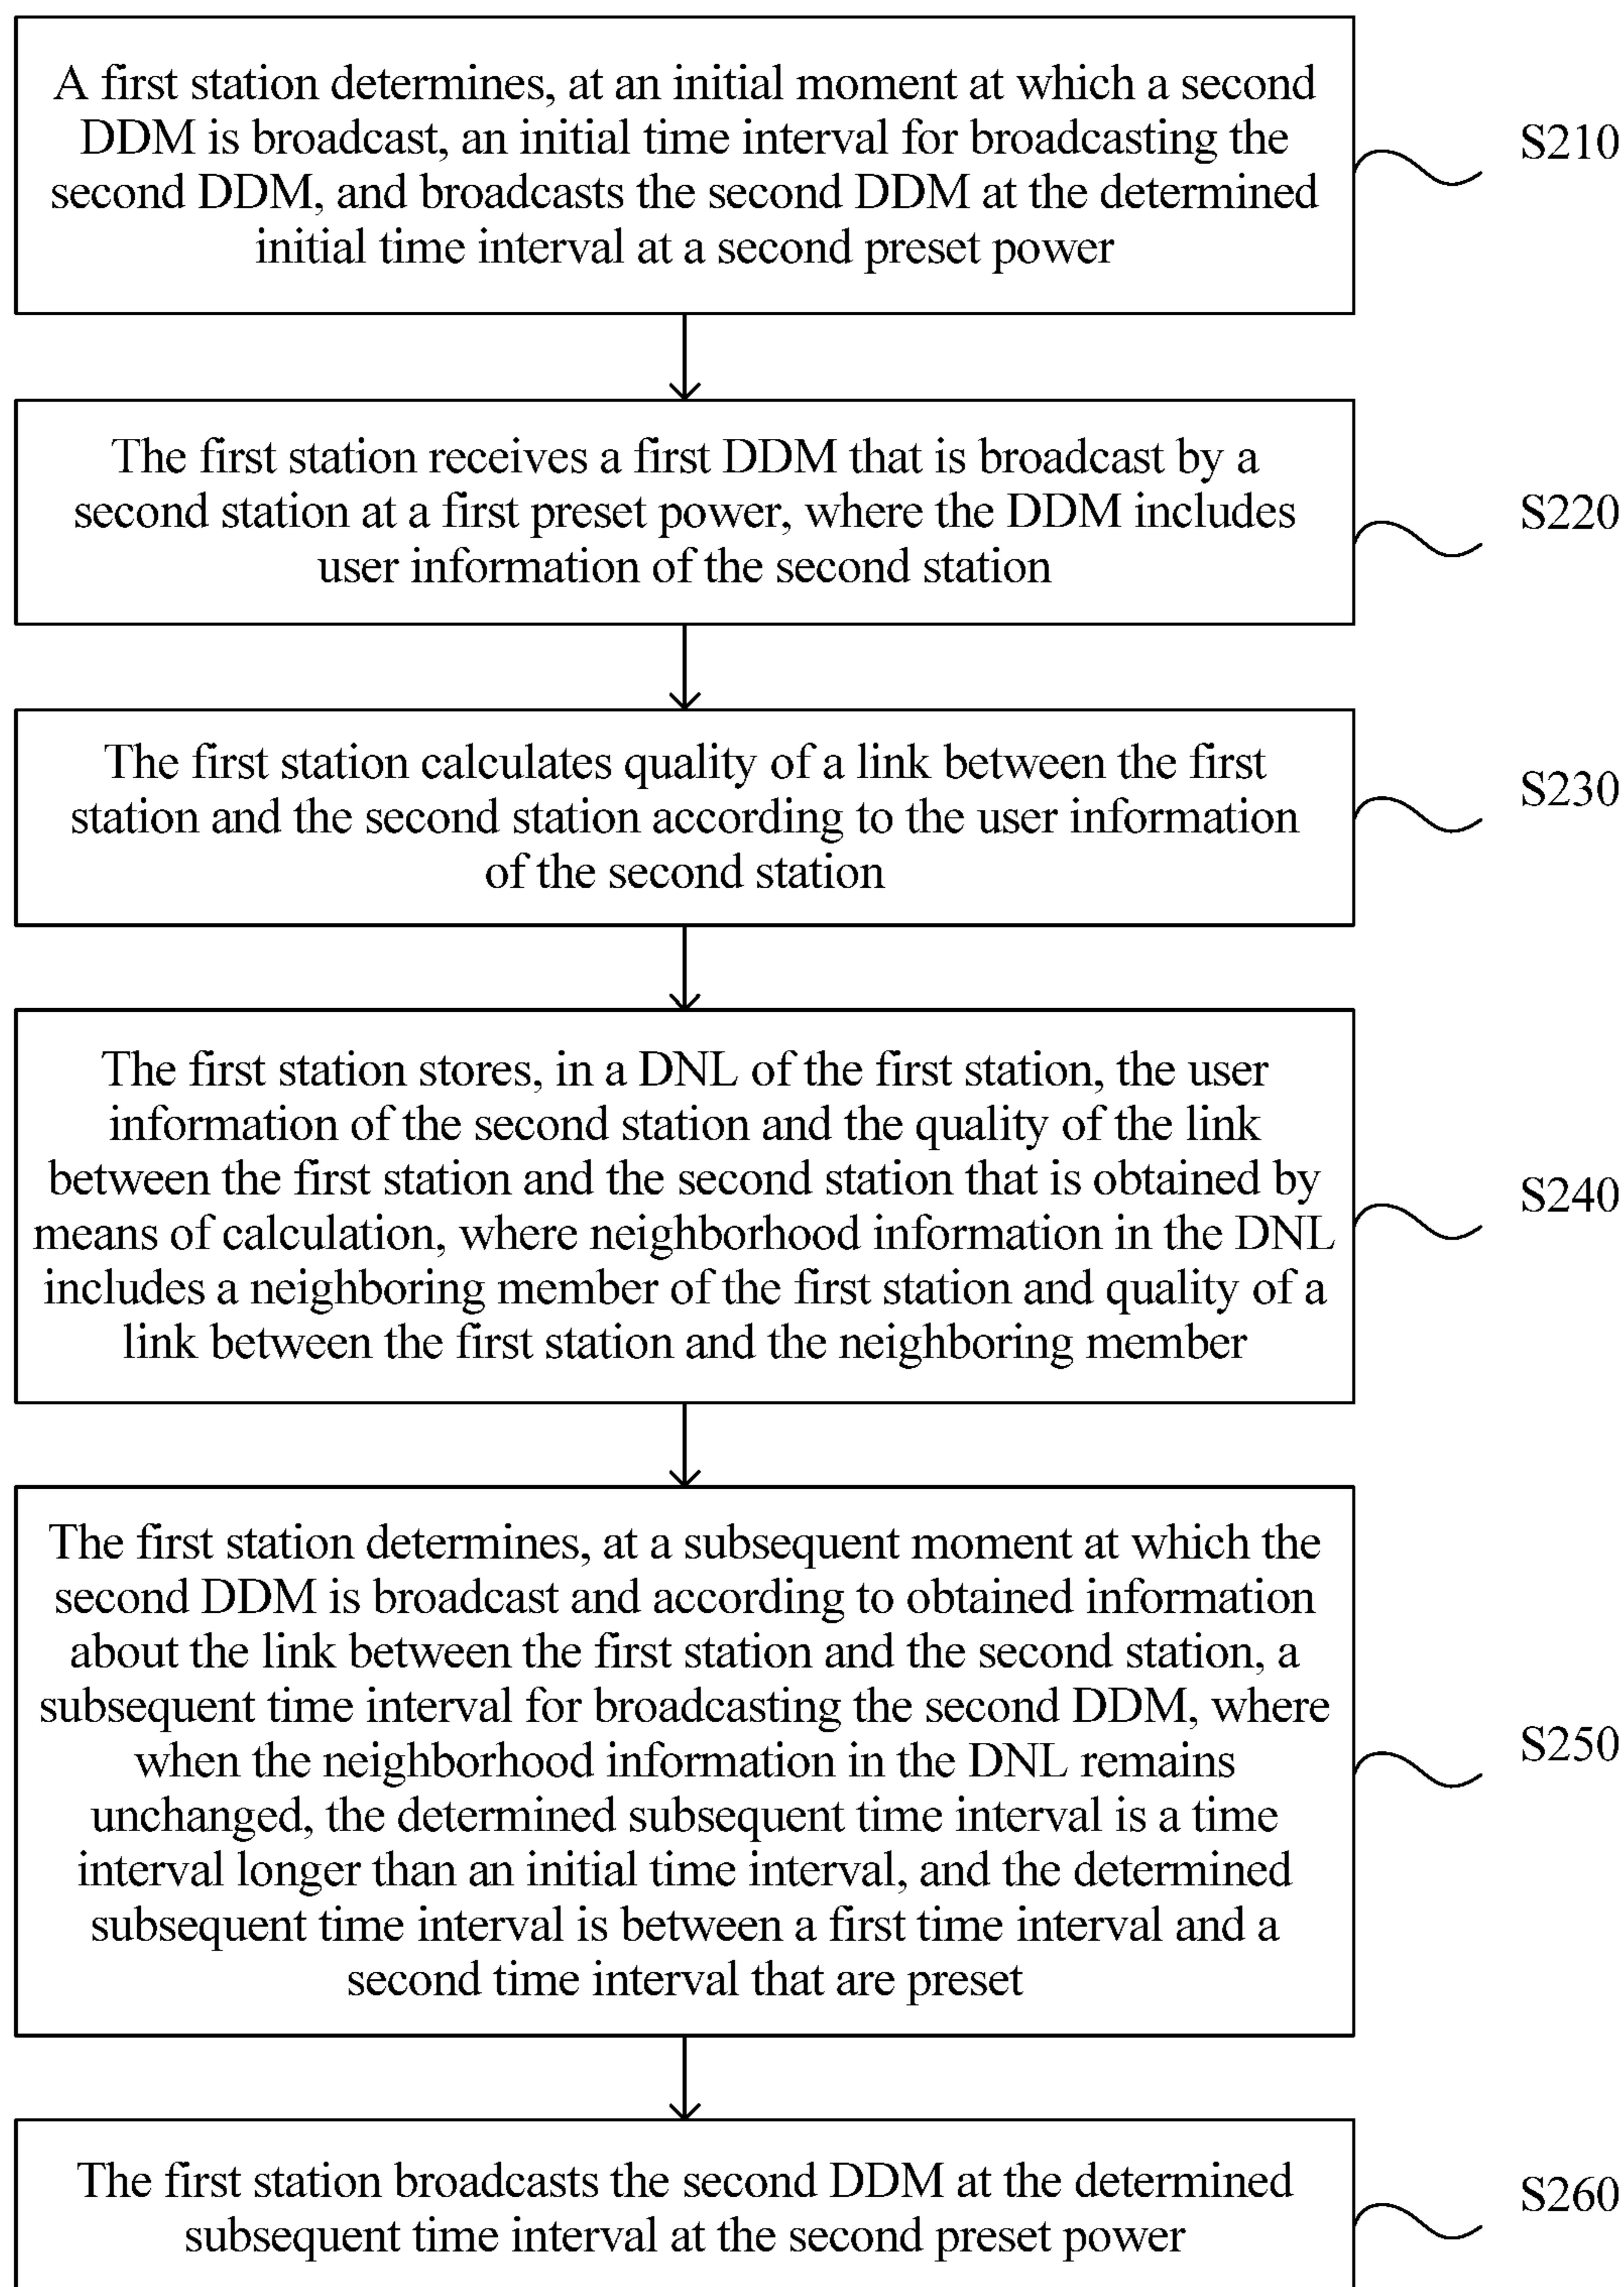 A first station determines, at an initial moment at which a second
DDM is broadcast, an initial time interval for broadcasting the
second DDM, and broadcasts the second DDM at the determined
initial time interval at a second preset power
S210
The first station receives a first DDM that is broadcast by a
second station at a first preset power, where the DDM includes
user information of the second station
S220
The first station calculates quality of a link between the first
station and the second station according to the user information
of the second station
S230
The first station stores, in a DNL of the first station, the user
information of the second station and the quality of the link
between the first station and the second station that is obtained by
means of calculation, where neighborhood information in the DNL
includes a neighboring member of the first station and quality of a
link between the first station and the neighboring member
S240
The first station determines, at a subsequent moment at which the
second DDM is broadcast and according to obtained information
about the link between the first station and the second station, a
subsequent time interval for broadcasting the second DDM, where
when the neighborhood information in the DNL remains
unchanged, the determined subsequent time interval is a time
interval longer than an initial time interval, and the determined
subsequent time interval is between a first time interval and a
second time interval that are preset
S250
The first station broadcasts the second DDM at the determined
subsequent time interval at the second preset power
S260